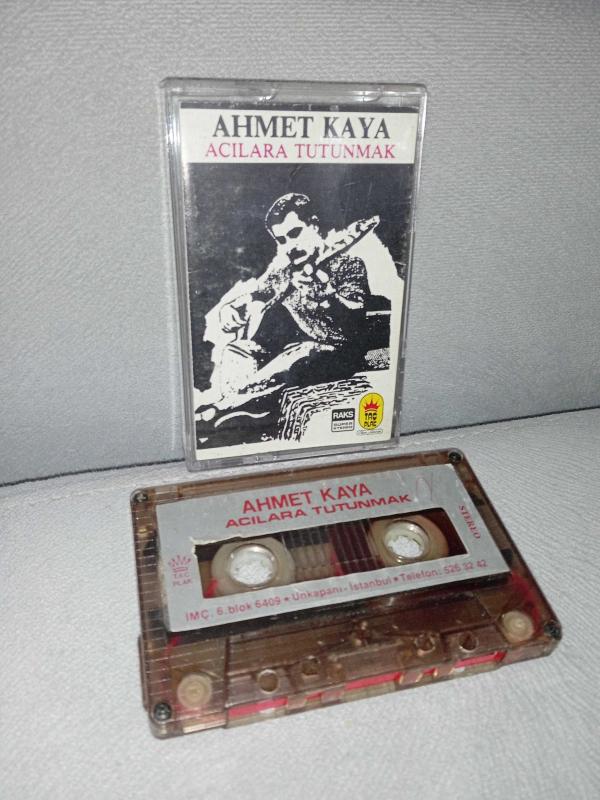 AHMET KAYA
ACILARA TUTUNMAK
RAKS
SÜPER
STEREO
TAÇ
PLAK
AHMET KAYA
ACILARA TUTUNMAK
STEREO
TAÇ
PLAK
İMÇ. 6. blok 6409 ★ Unkapanı - İstanbul ★ Telefon: 526 32 42